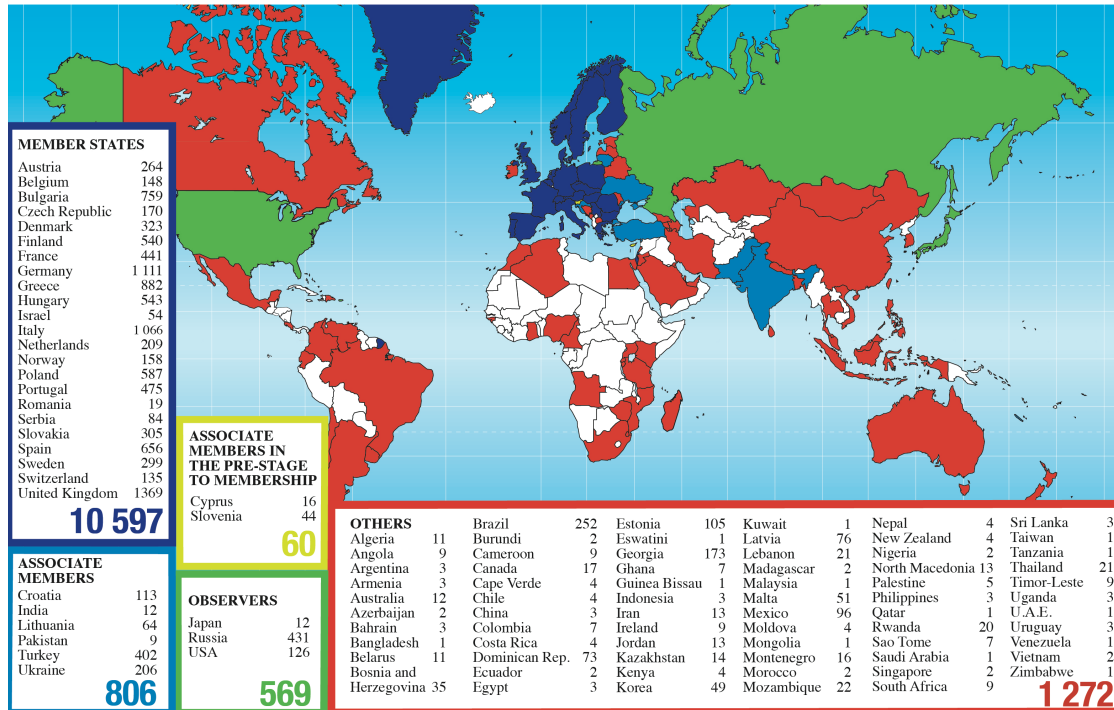 MEMBER STATES
Austria 264
Belgium 148
Bulgaria 759
Czech Republic 170
Denmark 323
Finland 540
France 441
Germany 1 111
Greece 882
Hungary 543
Israel 54
Italy 1 066
Netherlands 209
Norway 158
Poland 587
Portugal 475
Romania 19
Serbia 84
Slovakia 305
Spain 656
Sweden 299
Switzerland 135
United Kingdom 1369
10 597
ASSOCIATE
MEMBERS
Croatia 113
India 12
Lithuania 64
Pakistan 9
Turkey 402
Ukraine 206
806
ASSOCIATE
MEMBERS IN
THE PRE-STAGE
TO MEMBERSHIP
Cyprus 16
Slovenia 44
60
OBSERVERS
Japan 12
Russia 431
USA 126
569
OTHERS
Algeria 11
Angola 9
Argentina 3
Armenia 3
Australia 12
Azerbaijan 2
Bahrain 3
Bangladesh 1
Belarus 11
Bosnia and
Herzegovina 35
Brazil 252
Burundi 2
Cameroon 9
Canada 17
Cape Verde 4
Chile 4
China 3
Colombia 7
Costa Rica 4
Dominican Rep. 73
Ecuador 2
Egypt 3
Estonia 105
Eswatini 1
Georgia 173
Ghana 7
Guinea Bissau 1
Indonesia 3
Iran 13
Ireland 9
Jordan 13
Kazakhstan 14
Kenya 4
Korea 49
Kuwait 1
Latvia 76
Lebanon 21
Madagascar 2
Malaysia 1
Malta 51
Mexico 96
Moldova 4
Mongolia 1
Montenegro 16
Morocco 2
Mozambique 22
Nepal 4
New Zealand 4
Nigeria 2
North Macedonia 13
Palestine 5
Philippines 3
Qatar 1
Rwanda 20
Sao Tome 7
Saudi Arabia 1
Singapore 2
South Africa 9
Sri Lanka 3
Taiwan 1
Tanzania 1
Thailand 21
Timor-Leste 9
Uganda 3
U.A.E. 1
Uruguay 3
Venezuela 1
Vietnam 2
Zimbabwe 1
1 272